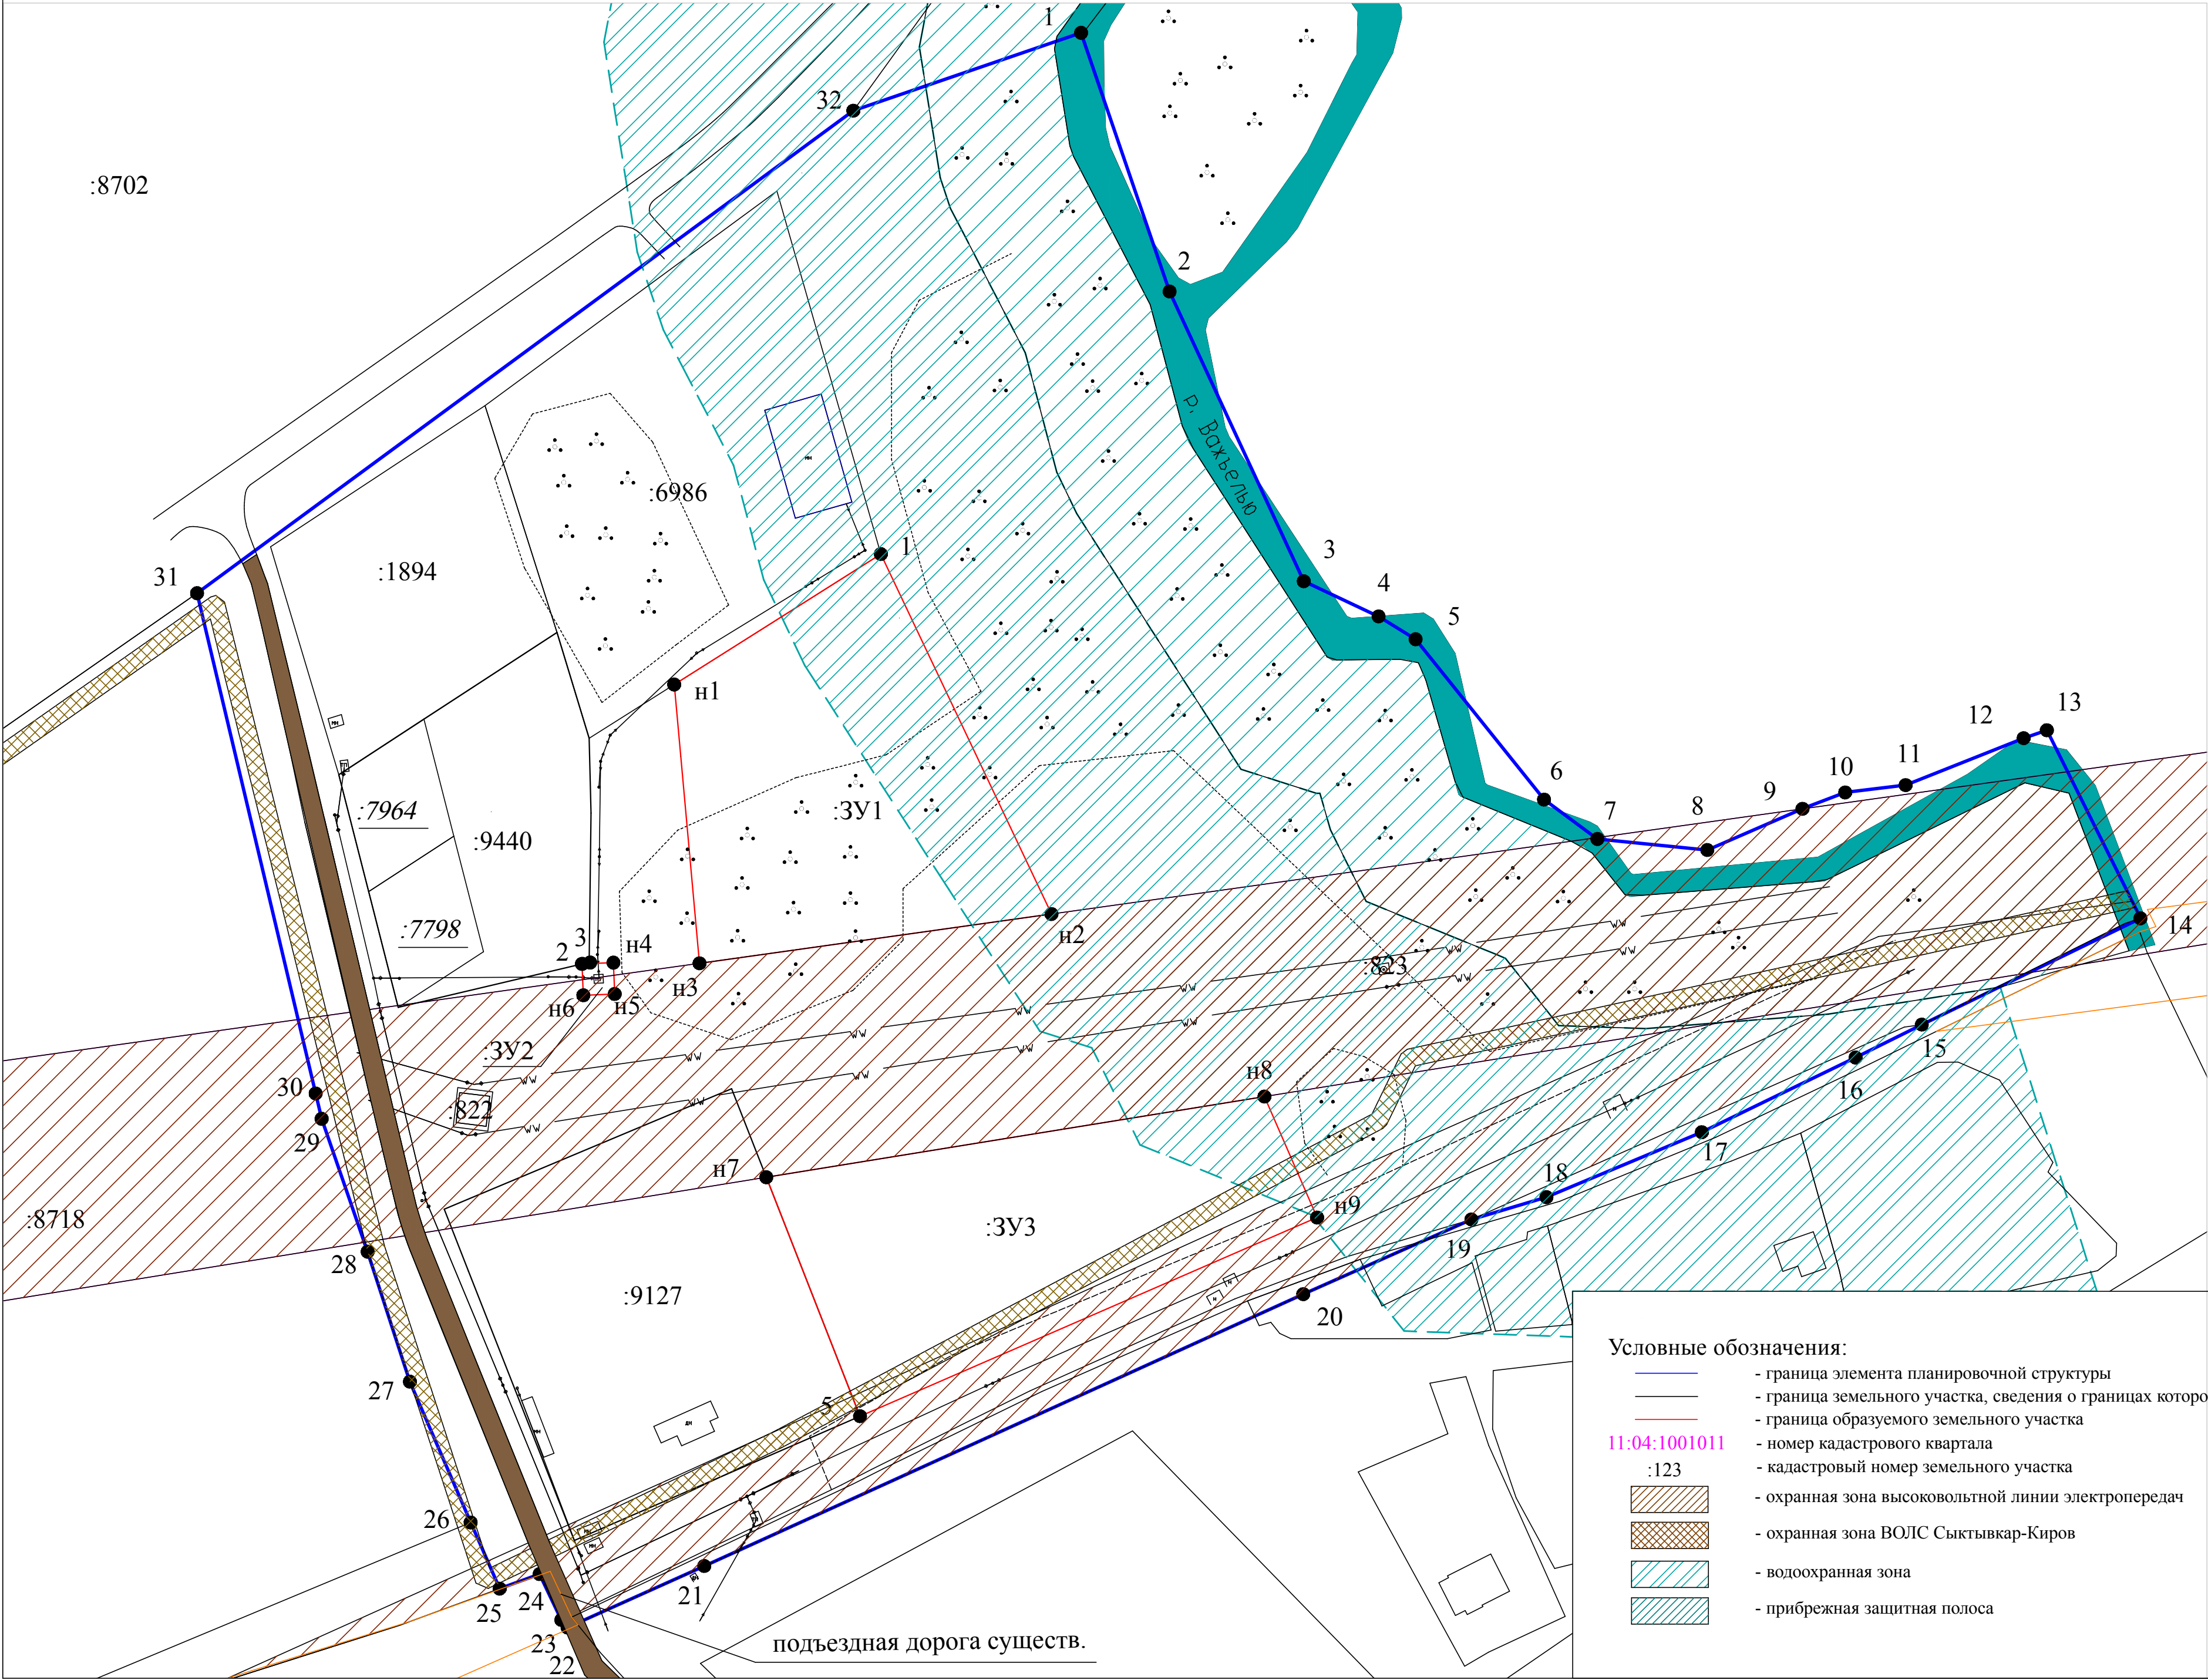 1
32
:8702
2
р. Вахъелью
:6986
1
3
:1894
31
4
5
н1
13
12
11
10
6
9
:7964
:ЗУ1
7
8
:9440
:7798
14
3
2
н4
н2
н3
:823
н6
н5
15
:ЗУ2
16
30
н8
:822
29
17
н7
18
:8718
н9
:ЗУ3
19
28
:9127
20
27
5
26
21
24
25
23
22
подъездная дорога существ.
Условные обозначения:
- граница элемента планировочной структуры
- граница земельного участка, сведения о границах которо
- граница образуемого земельного участка
11:04:1001011 - номер кадастрового квартала
:123 - кадастровый номер земельного участка
- охранная зона высоковольтной линии электропередач
- охранная зона ВОЛС Сыктывкар-Киров
- водоохранная зона
- прибрежная защитная полоса